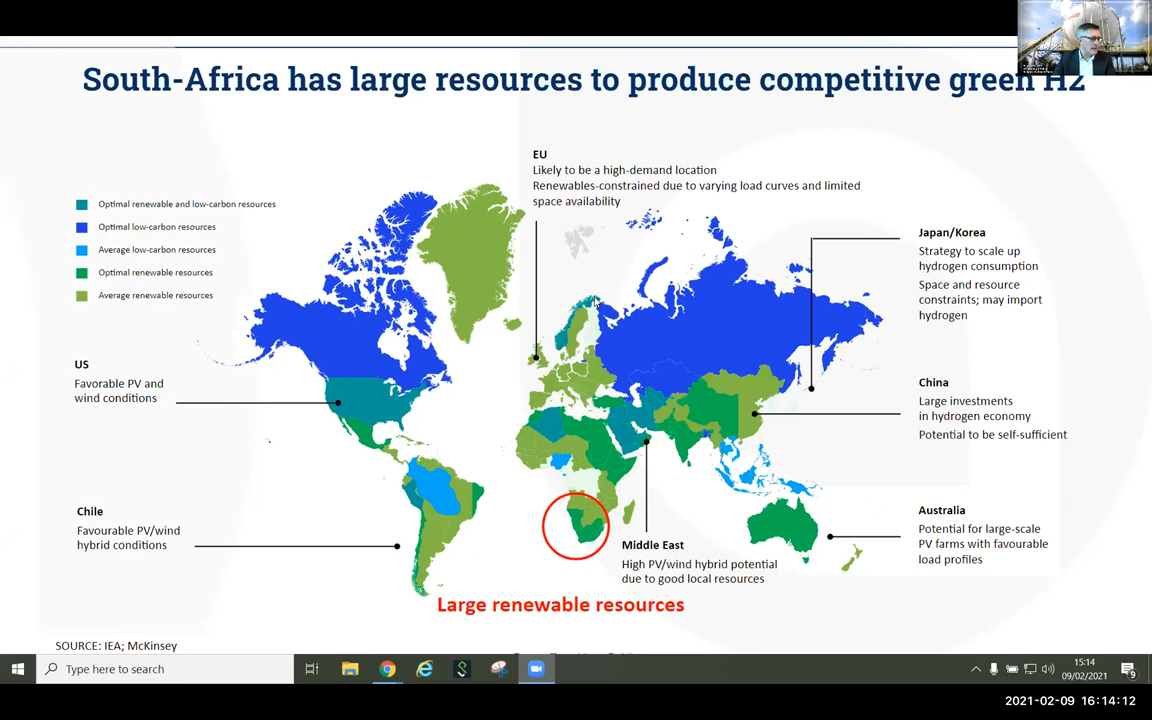 South-Africa has large resources to produce competitive green H2
EU
Likely to be a high-demand location
Renewables-constrained due to varying load curves and limited
space availability
Optimal renewable and low-carbon resources
Optimal low-carbon resources
Average low-carbon resources
Optimal renewable resources
Average renewable resources
Japan/Korea
Strategy to scale up
hydrogen consumption
Space and resource
constraints; may import
hydrogen
US
Favorable PV and
wind conditions
China
Large investments
in hydrogen economy
Potential to be self-sufficient
Chile
Favourable PV/wind
hybrid conditions
Australia
Potential for large-scale
PV farms with favourable
load profiles
Middle East
High PV/wind hybrid potential
due to good local resources
Large renewable resources
SOURCE: IEA; McKinsey
Type here to search
15:14
09/02/2021
9
2021-02-09 16:14:12